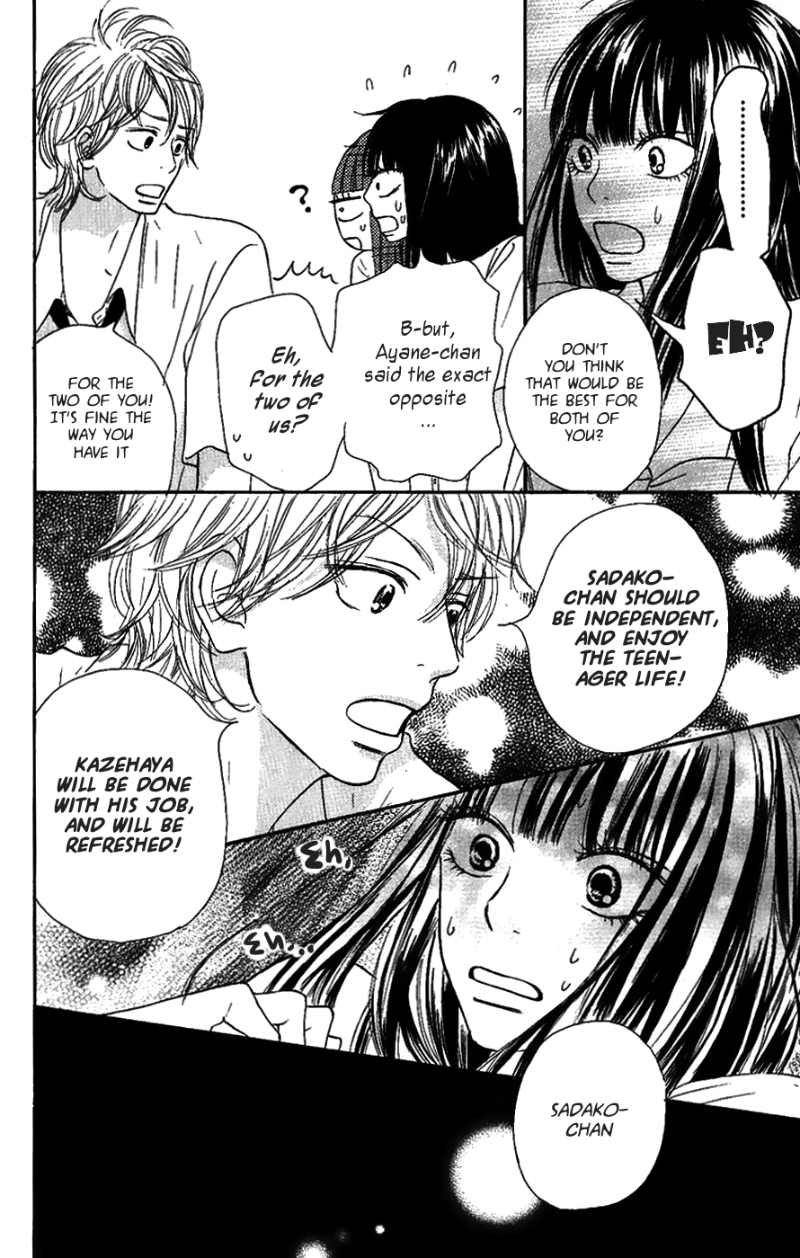 .........
EH?
DON'T
YOU THINK
THAT WOULD BE
THE BEST FOR
BOTH OF
YOU?
B-but,
Ayane-chan
said the exact
opposite
...
?
Eh,
for the
two of
us?
FOR THE
TWO OF YOU!
IT'S FINE THE
WAY YOU
HAVE IT
SADAKO-
CHAN SHOULD
BE INDEPENDENT,
AND ENJOY
THE TEEN-
AGER LIFE!
KAZEHAYA
WILL BE DONE
WITH HIS JOB,
AND WILL BE
REFRESHED!
Eh,
Eh...
SADAKO-
CHAN